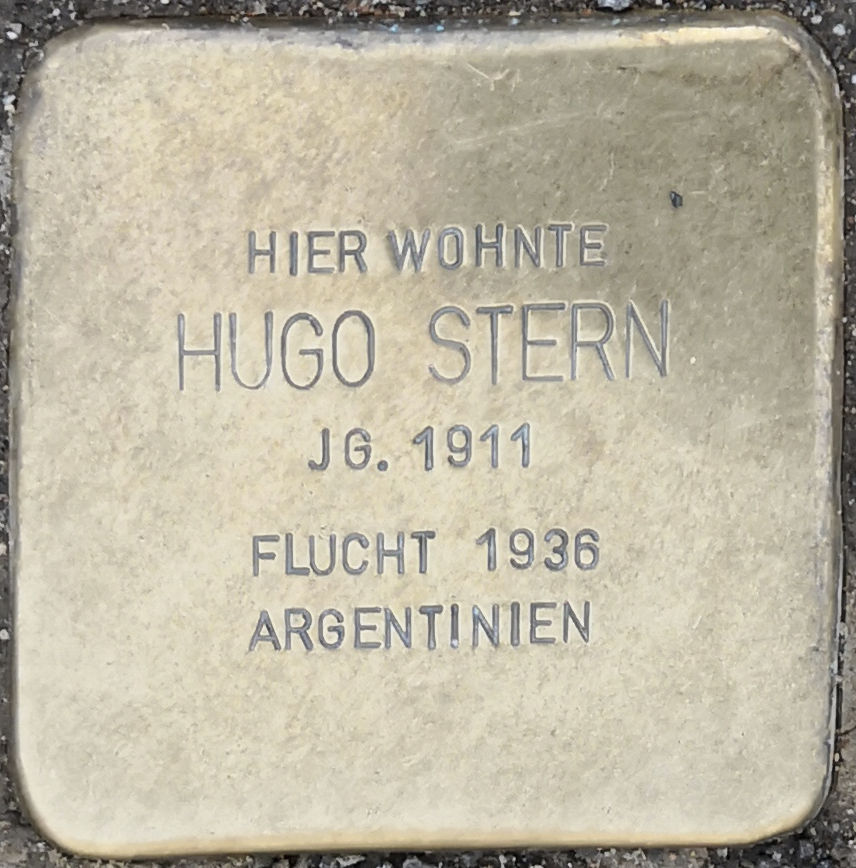 HIER WOHNTE
HUGO STERN
JG. 1911
FLUCHT 1936
ARGENTINIEN